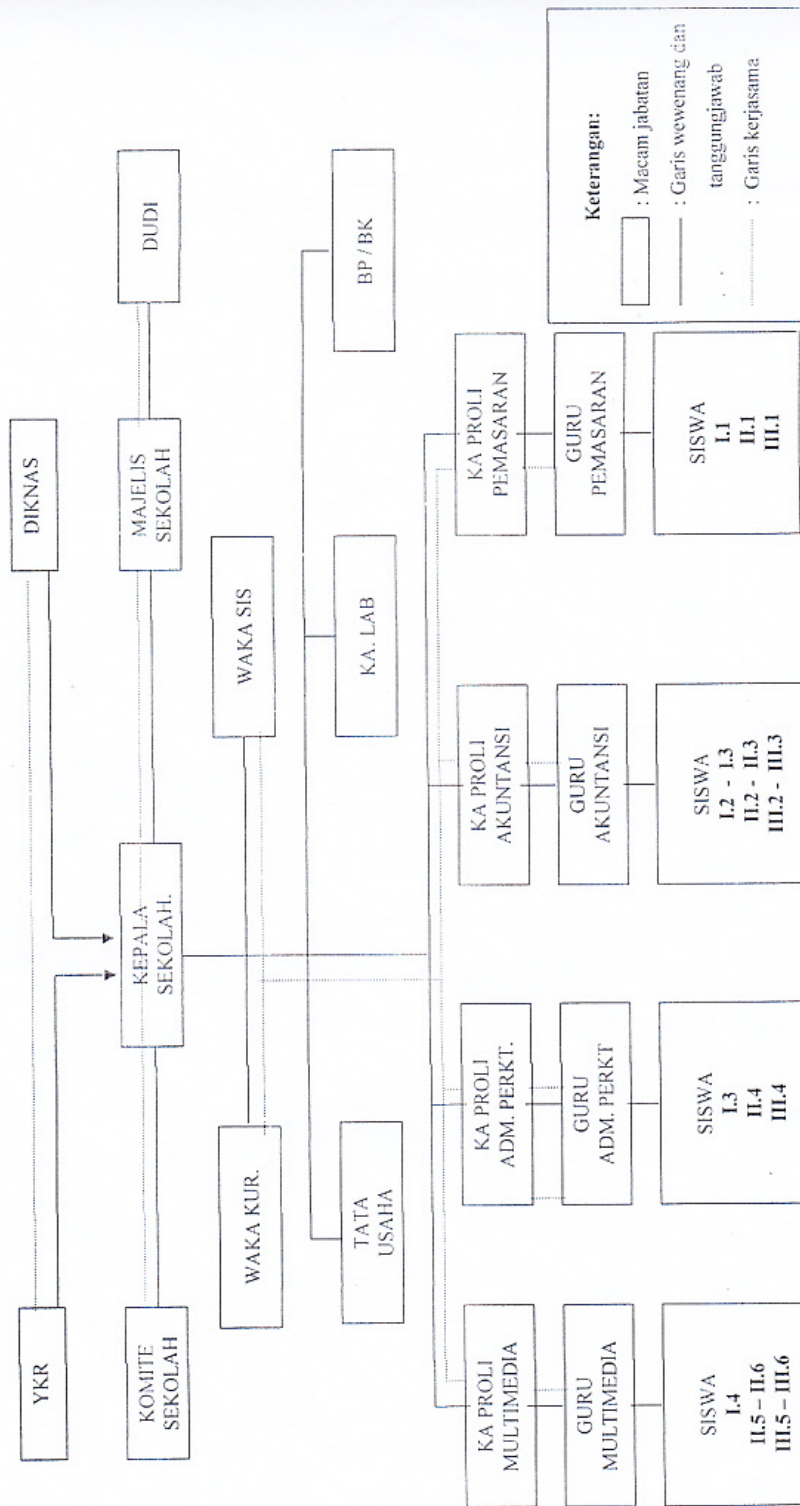 YKR
DIKNAS
KOMITE
SEKOLAH
KEPALA
SEKOLAH.
MAJELIS
SEKOLAH
DUDI
WAKA KUR.
WAKA SIS
TATA
USAHA
KA. LAB
BP / BK
KA PROLI
MULTIMEDIA
KA PROLI
ADM. PERKT.
KA PROLI
AKUNTANSI
KA PROLI
PEMASARAN
GURU
MULTIMEDIA
GURU
ADM. PERKT
GURU
AKUNTANSI
GURU
PEMASARAN
SISWA
I.4
II.5 – II.6
III.5 – III.6
SISWA
I.3
II.4
III.4
SISWA
I.2 - I.3
II.2 - II.3
III.2 - III.3
SISWA
I.1
II.1
III.1
Keterangan:
: Macam jabatan
: Garis wewenang dan
tanggungjawab
: Garis kerjasama